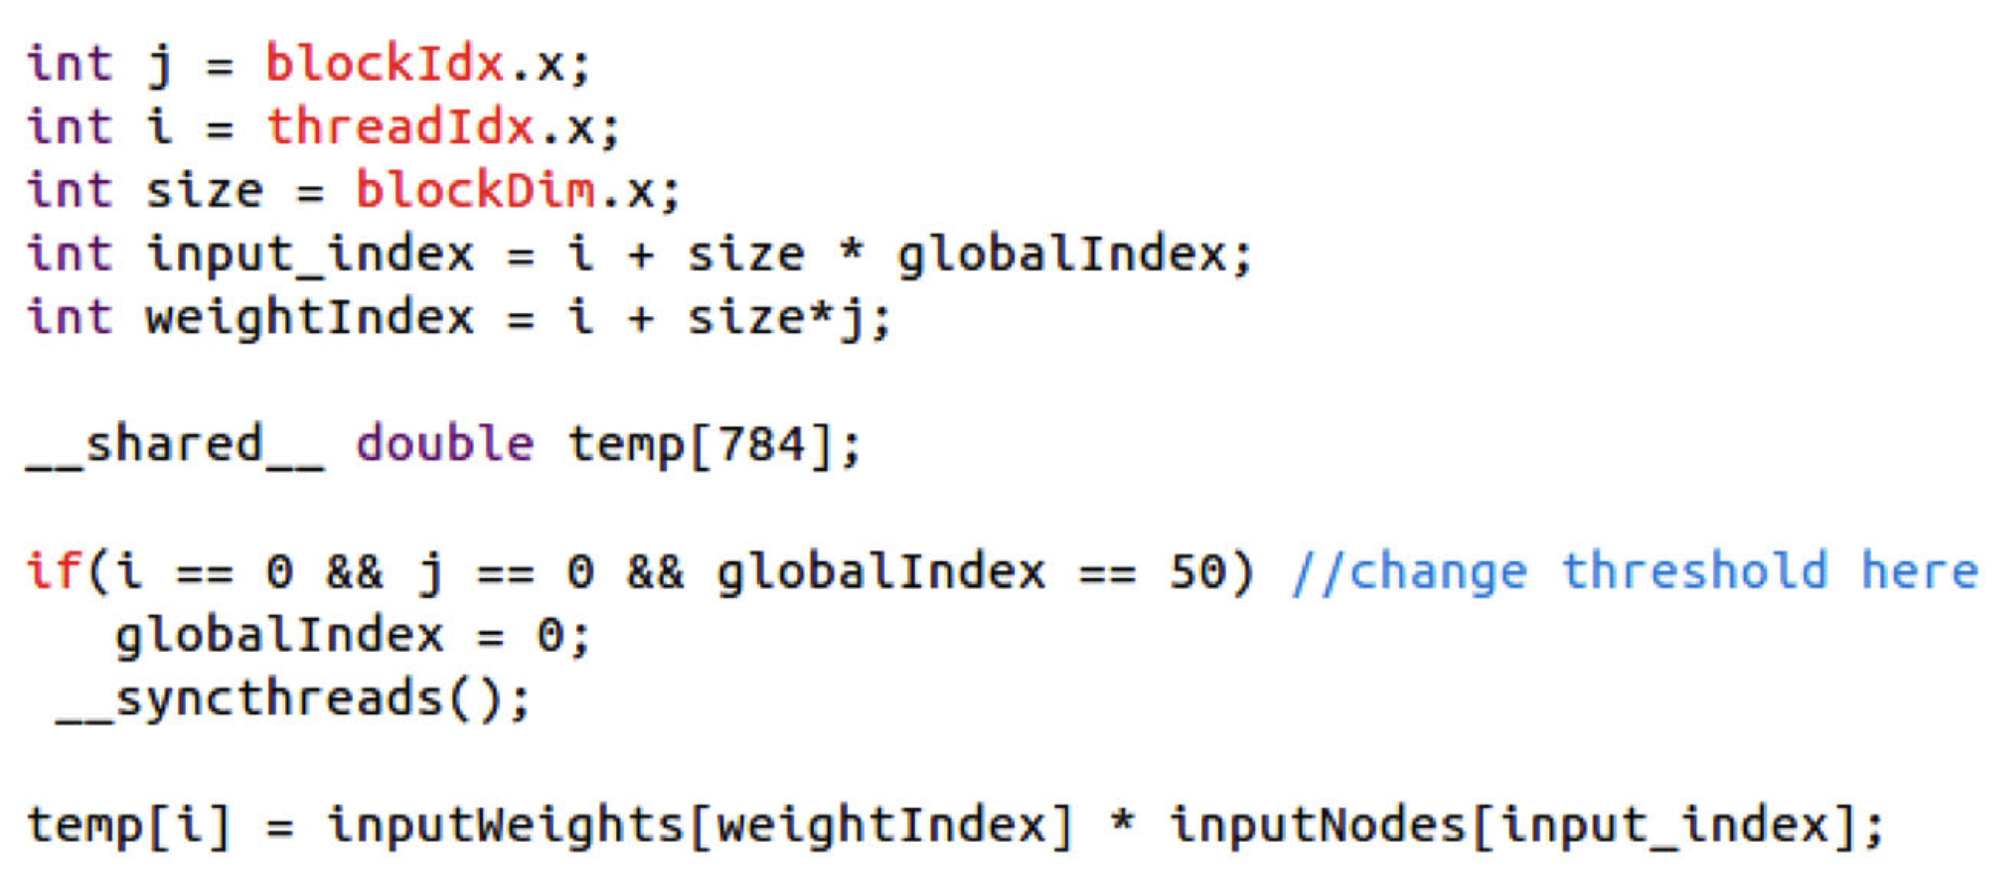 int j = blockIdx.x;
int i = threadIdx.x;
int size = blockDim.x;
int input_index = i + size * globalIndex;
int weightIndex = i + size*j;
__shared__ double temp[784];
if(i == 0 && j == 0 && globalIndex == 50) //change threshold here
globalIndex = 0;
__syncthreads();
temp[i] = inputWeights[weightIndex] * inputNodes[input_index];